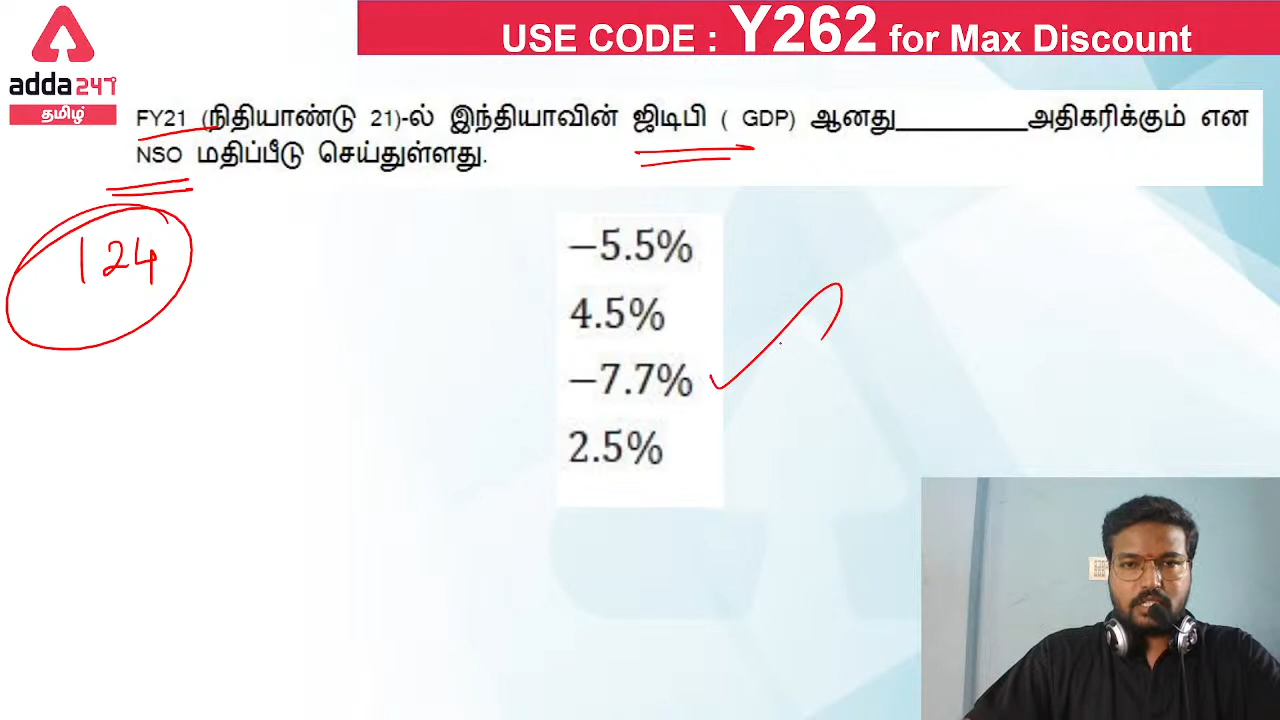 USE CODE : Y262 for Max Discount
adda247
தமிழ்
FY21 (நிதியாண்டு 21)-ல் இந்தியாவின் ஜிடிபி ( GDP) ஆனது_________அதிகரிக்கும் என
NSO மதிப்பீடு செய்துள்ளது.
124
−5.5%
4.5%
−7.7%
2.5%